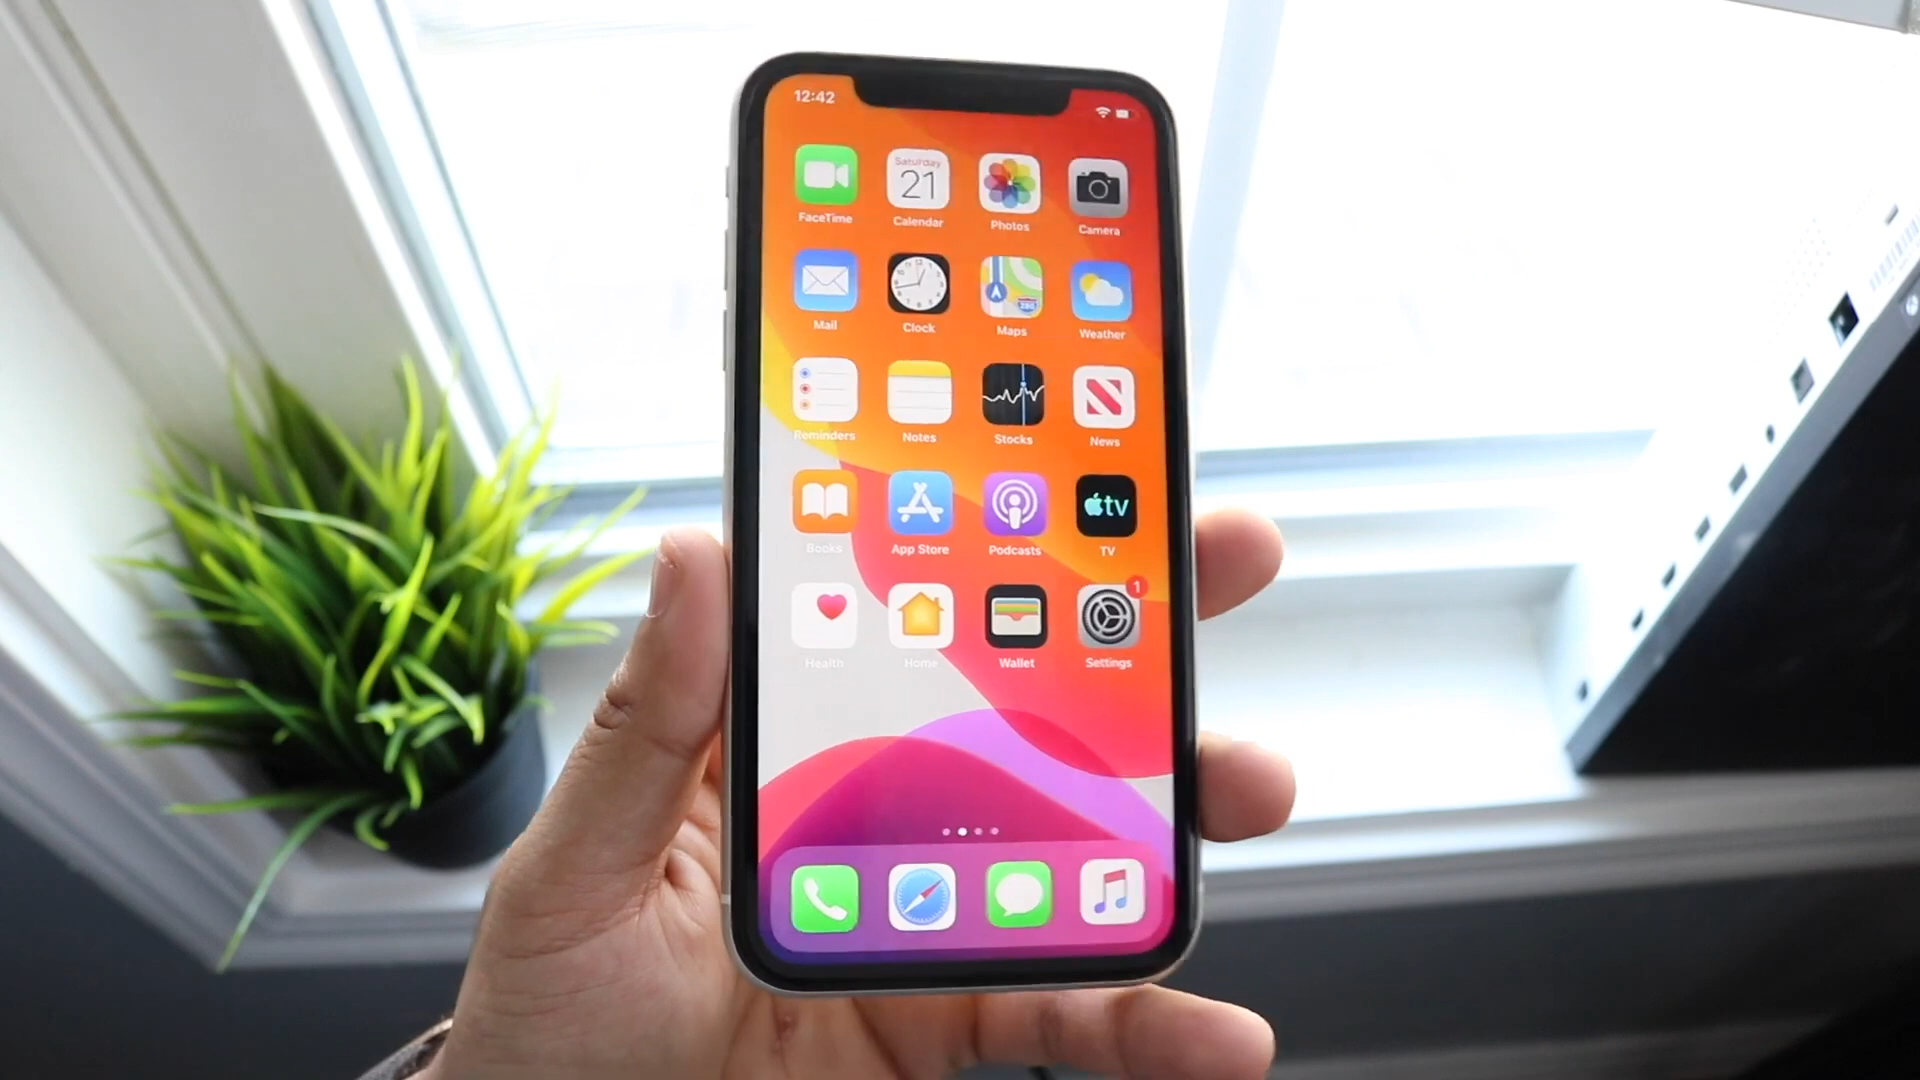 12:42
Saturday
21
FaceTime
Calendar
Photos
Camera
Mail
Clock
Maps
Weather
280
Reminders
Notes
Stocks
News
tv
Books
App Store
Podcasts
TV
1
Health
Home
Wallet
Settings